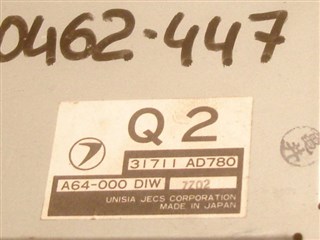 0462-447
Q2
31711 AD780
A64-000 DIW 7702
UNISIA JECS CORPORATION
MADE IN JAPAN